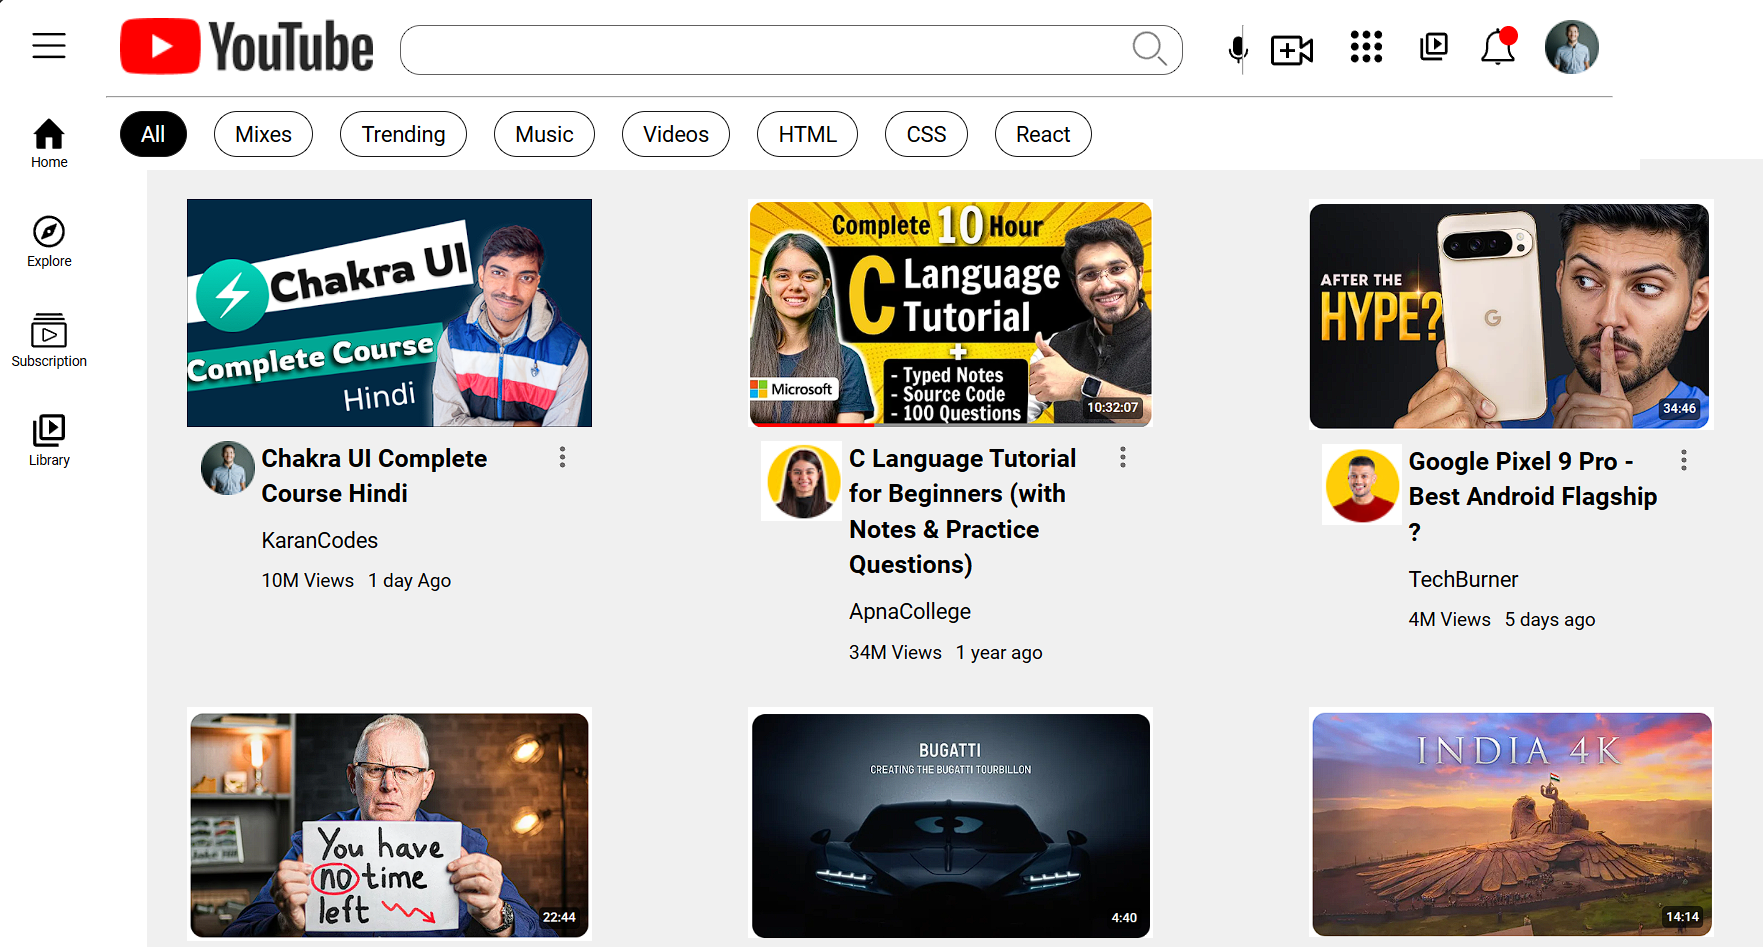 YouTube
All Mixes Trending Music Videos HTML CSS React
Home
Explore
Subscription
Library
Chakra UI
Complete Course
Hindi
Chakra UI Complete
Course Hindi
KaranCodes
10M Views 1 day Ago
Complete 10 Hour
C Language
Tutorial
+
- Typed Notes
- Source Code
- 100 Questions
Microsoft
10:32:07
C Language Tutorial
for Beginners (with
Notes & Practice
Questions)
ApnaCollege
34M Views 1 year ago
AFTER THE
HYPE?
G
34:46
Google Pixel 9 Pro -
Best Android Flagship
?
TechBurner
4M Views 5 days ago
You have
no time
left
22:44
BUGATTI
CREATING THE BUGATTI TOURBILLON
4:40
INDIA 4K
14:14